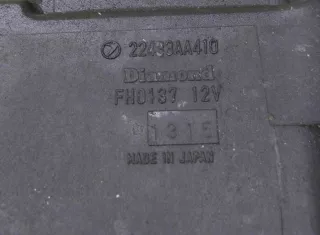 22433AA410
Diamond
FH0137 12V
1315
MADE IN JAPAN